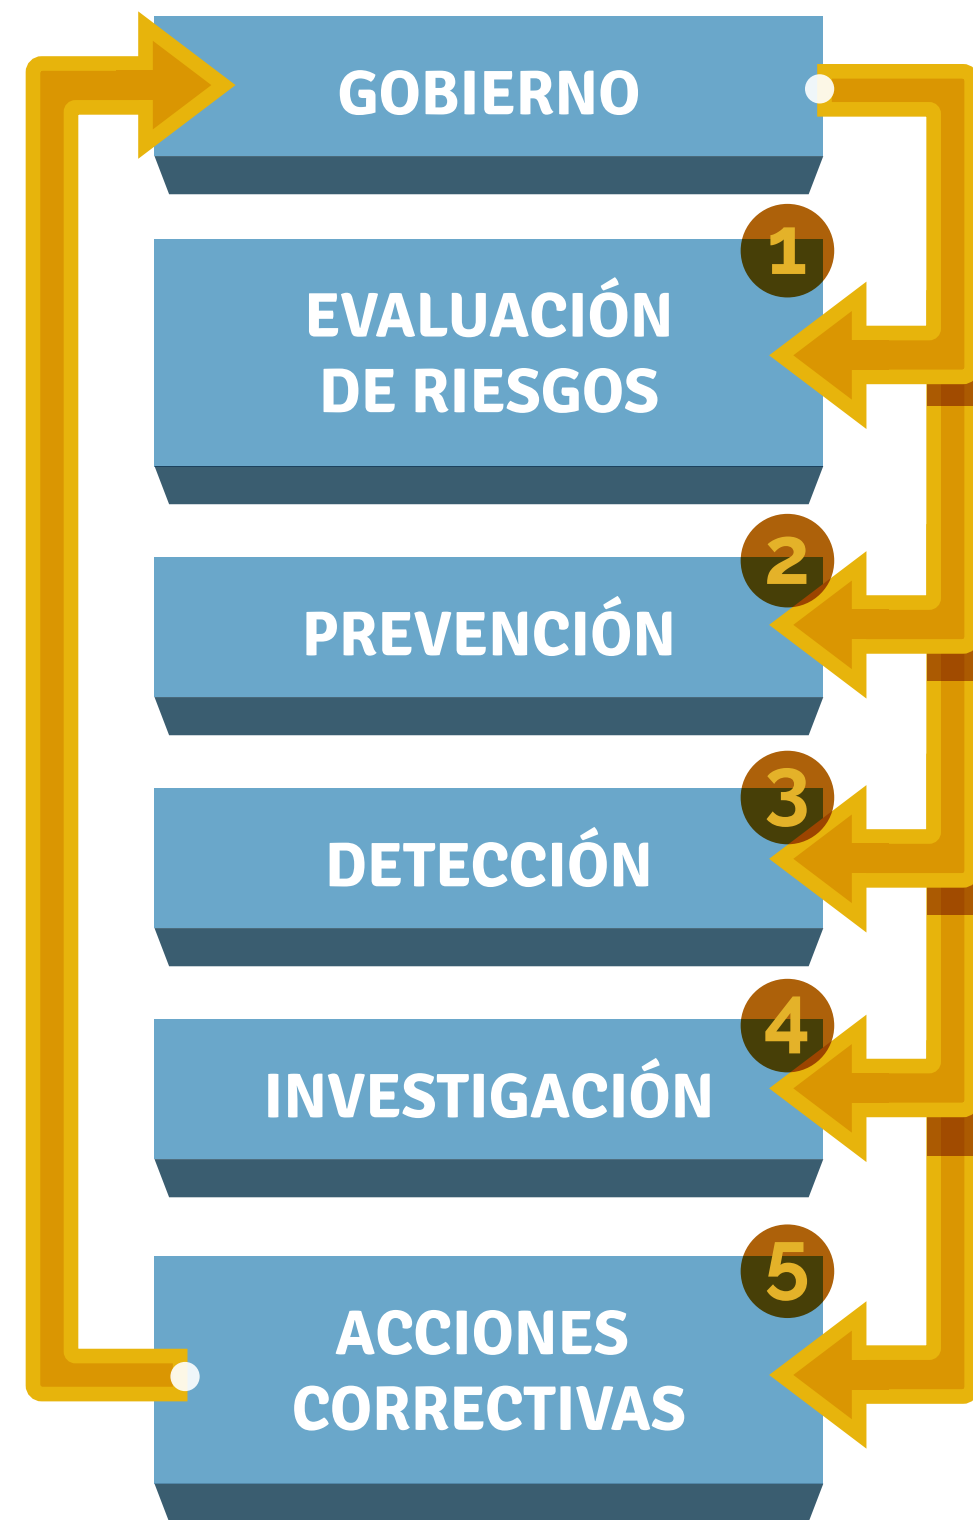 GOBIERNO
1
EVALUACIÓN
DE RIESGOS
2
PREVENCIÓN
3
DETECCIÓN
4
INVESTIGACIÓN
5
ACCIONES
CORRECTIVAS